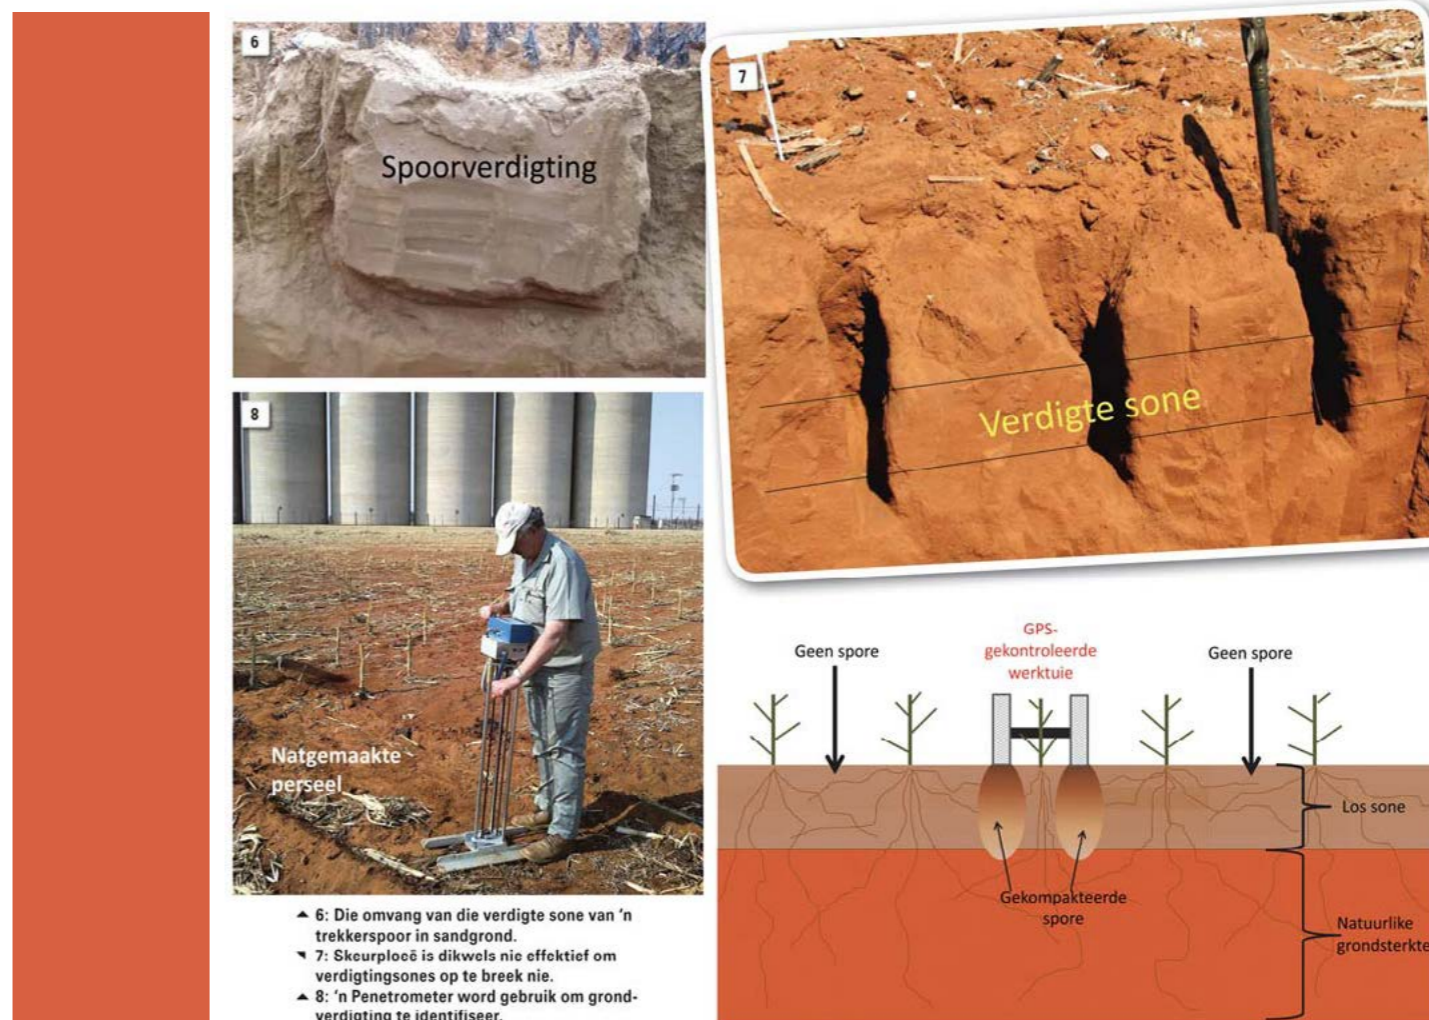 6
Spoorverdigting
7
Verdigte sone
8
Natgemaakte
perseel
▲ 6: Die omvang van die verdigte sone van ’n
trekkerspoor in sandgrond.
◥ 7: Skeurploeë is dikwels nie effektief om
verdigtingsones op te breek nie.
▲ 8: ’n Penetrometer word gebruik om grond-
verdigting te identifiseer.
Geen spore
GPS-
gekontroleerde
werktuie
Geen spore
Los sone
Gekompakteerde
spore
Natuurlike
grondsterkte